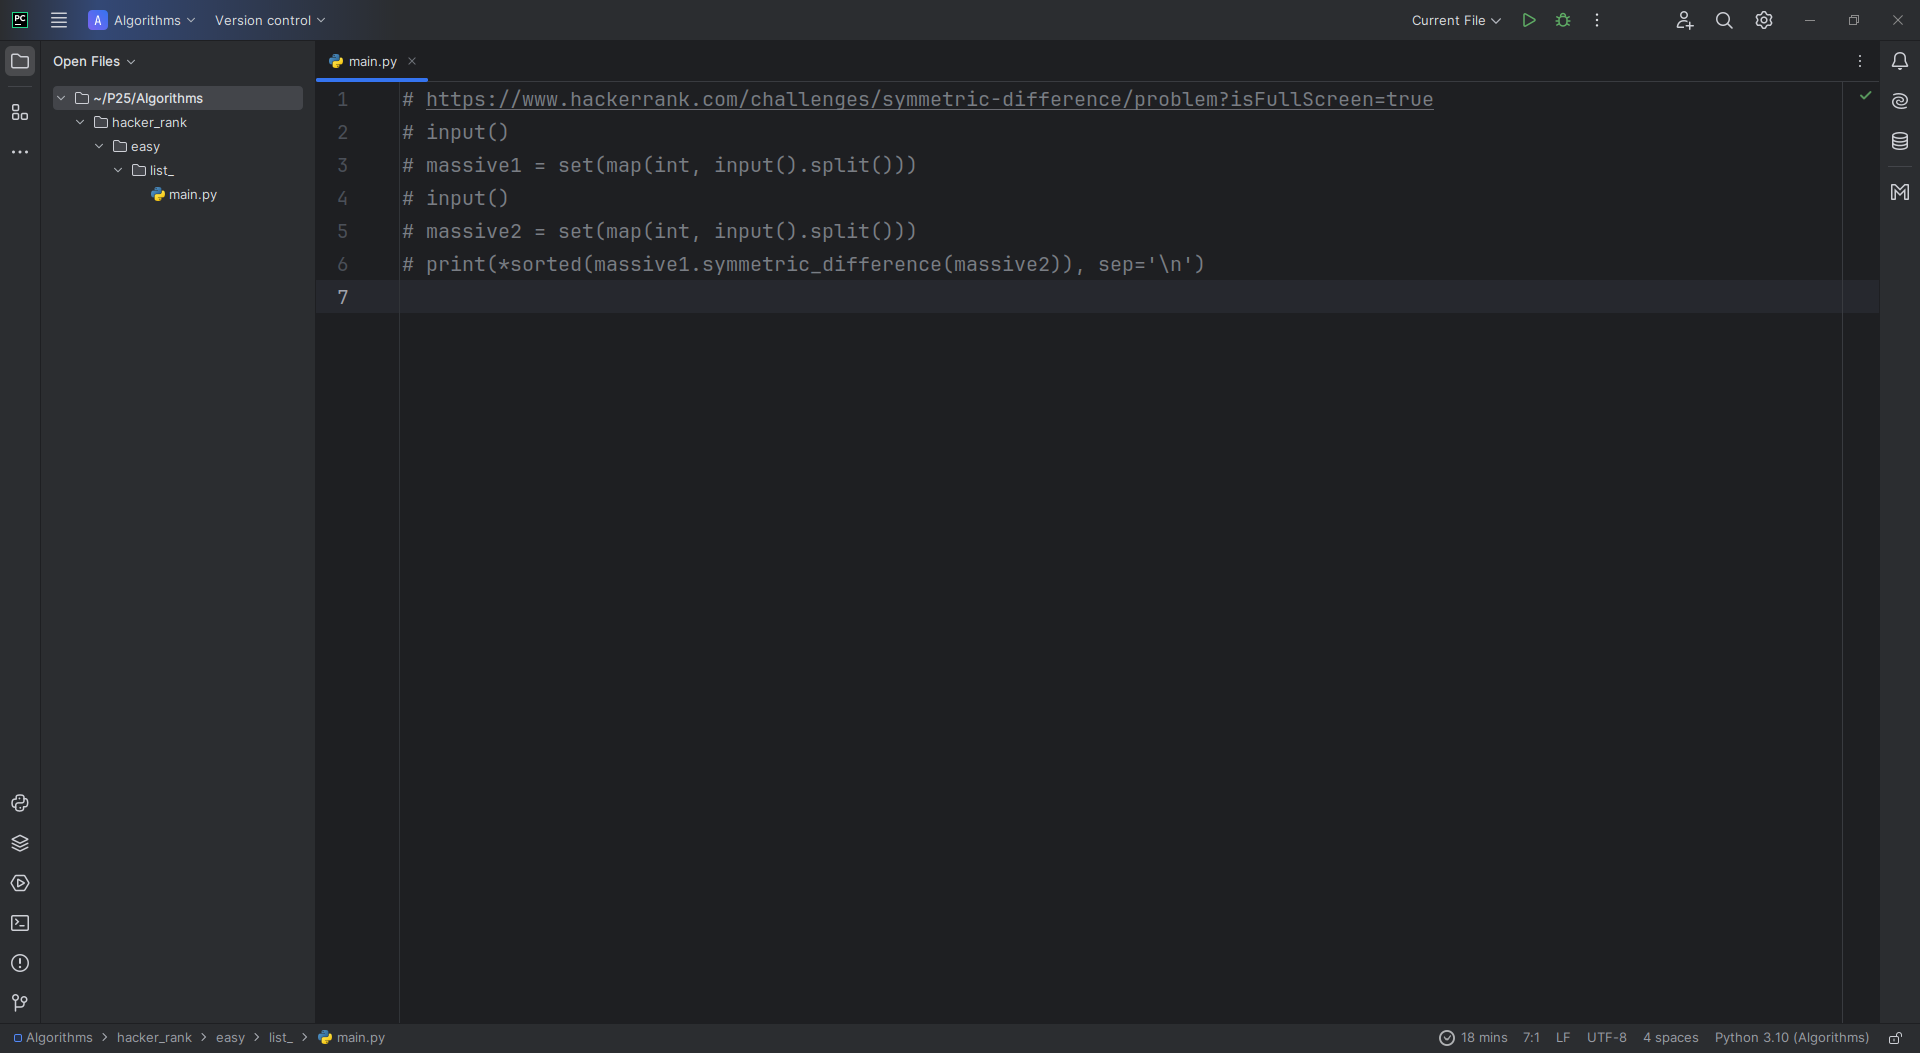 PC A Algorithms Version control Current File
Open Files
main.py
~/P25/Algorithms
hacker_rank
easy
list_
main.py
1 # https://www.hackerrank.com/challenges/symmetric-difference/problem?isFullScreen=true
2 # input()
3 # massive1 = set(map(int, input().split()))
4 # input()
5 # massive2 = set(map(int, input().split()))
6 # print(*sorted(massive1.symmetric_difference(massive2)), sep='\n')
7
Algorithms hacker_rank easy list_ main.py 18 mins 7:1 LF UTF-8 4 spaces Python 3.10 (Algorithms)